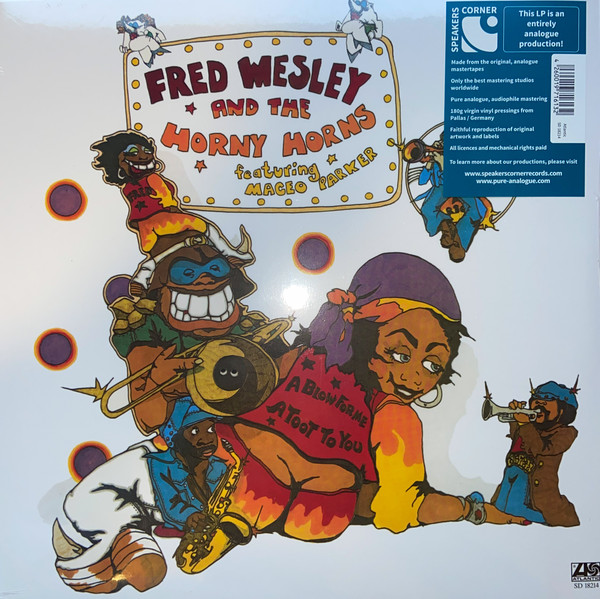 FRED WESLEY
AND THE
HORNY HORNS
featuring
MACEO PARKER
A BLOW FOR ME
A TOOT TO YOU
SPEAKERS
CORNER
This LP is an
entirely
analogue
production!
Made from the original, analogue
mastertapes
Only the best mastering studios
worldwide
Pure analogue, audiophile mastering
180g virgin vinyl pressings from
Pallas / Germany
Faithful reproduction of original
artwork and labels
All licences and mechanical rights paid
To learn more about our productions, please visit
www.speakerscornerrecords.com
www.pure-analogue.com
ATLANTIC
SD 18214